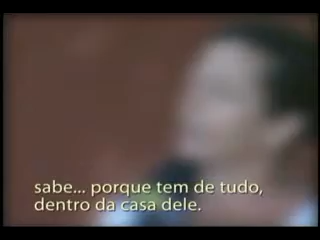 sabe... porque tem de tudo,
dentro da casa dele.